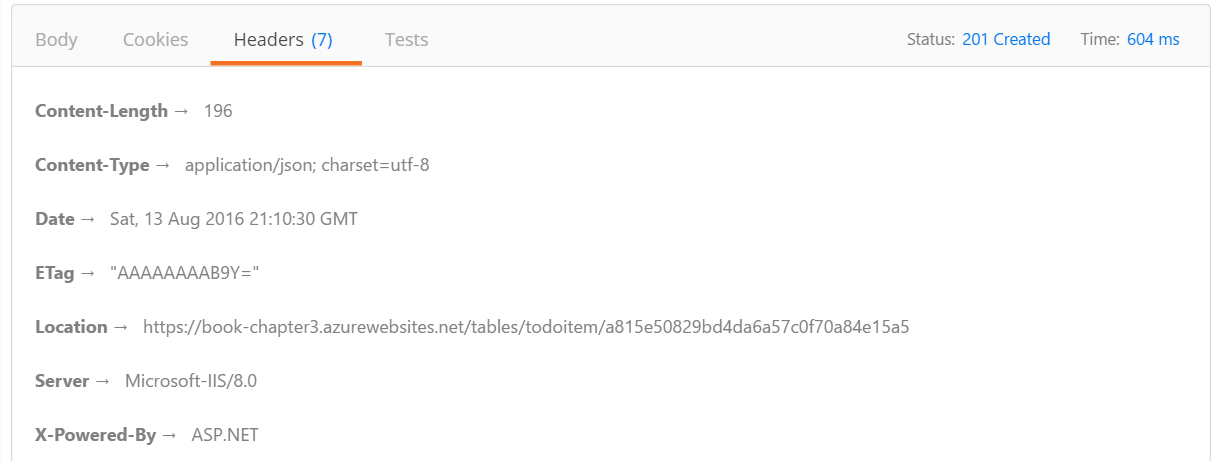 Body Cookies Headers (7) Tests Status: 201 Created Time: 604 ms
Content-Length → 196
Content-Type → application/json; charset=utf-8
Date → Sat, 13 Aug 2016 21:10:30 GMT
ETag → "AAAAAAAAB9Y="
Location → https://book-chapter3.azurewebsites.net/tables/todoitem/a815e50829bd4da6a57c0f70a84e15a5
Server → Microsoft-IIS/8.0
X-Powered-By → ASP.NET